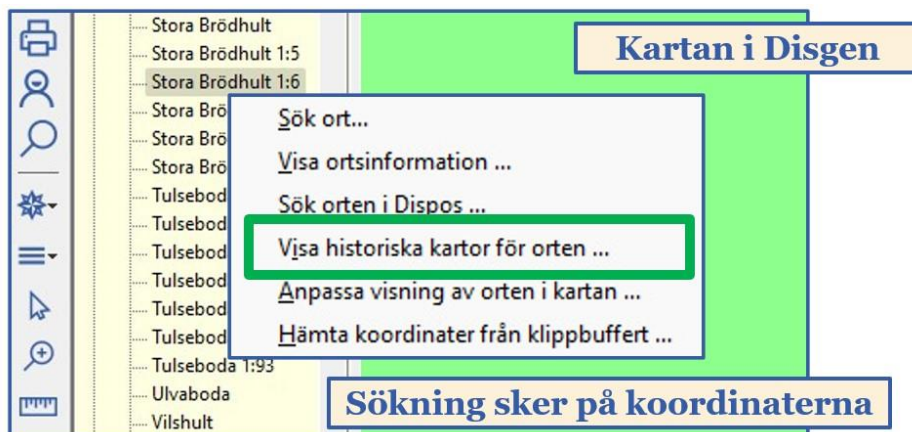 Stora Brödhult
Stora Brödhult 1:5
Stora Brödhult 1:6
Stora Brö
Stora Brö
Stora Brö
Tulsebod
Tulsebod
Tulsebod
Tulsebod
Tulsebod
Tulsebod
Tulseboda 1:93
Ulvaboda
Vilshult
Kartan i Disgen
Sök ort...
Visa ortsinformation ...
Sök orten i Dispos ...
Visa historiska kartor för orten ...
Anpassa visning av orten i kartan ...
Hämta koordinater från klippbuffert ...
Sökning sker på koordinaterna